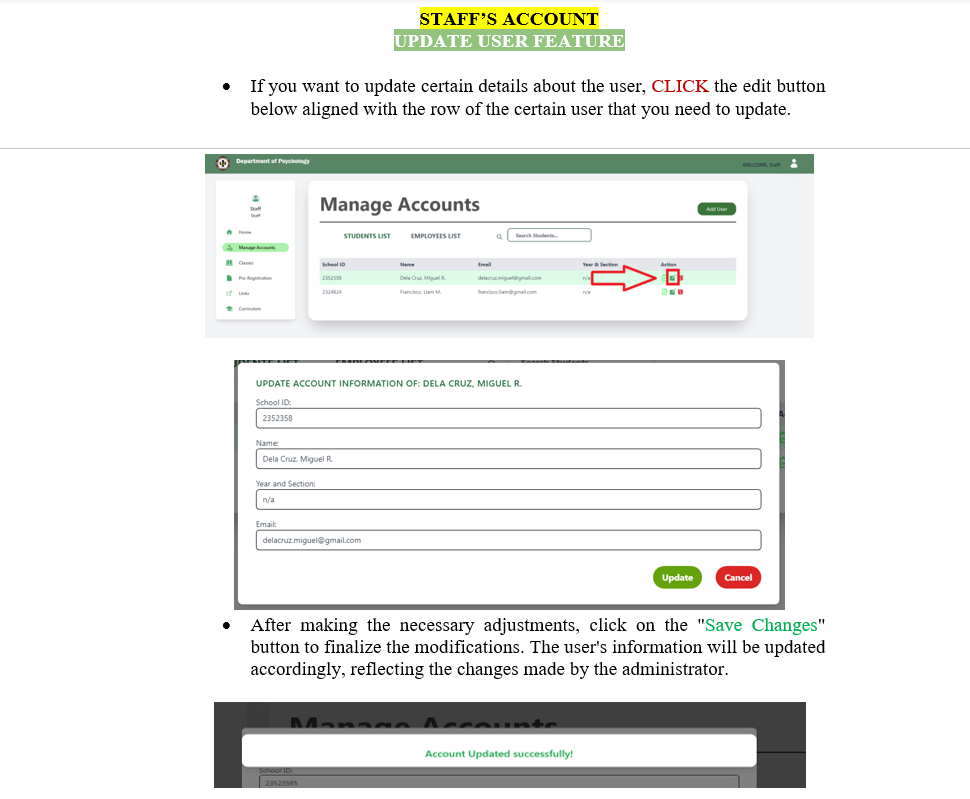 STAFF’S ACCOUNT
UPDATE USER FEATURE
• If you want to update certain details about the user, CLICK the edit button
below aligned with the row of the certain user that you need to update.
Department of Psychology
WELCOME, Staff
Staff
Staff
Home
Manage Accounts
Classes
Pre-Registration
Links
Curriculum
Manage Accounts
Add User
STUDENTS LIST EMPLOYEES LIST Search Students...
School ID Name Email Year & Section Action
2352358 Dela Cruz, Miguel R. delacruz.miguel@gmail.com n/a
2324824 Francisco, Liam M. francisco.liam@gmail.com n/a
UPDATE ACCOUNT INFORMATION OF: DELA CRUZ, MIGUEL R.
School ID:
2352358
Name:
Dela Cruz, Miguel R.
Year and Section:
n/a
Email:
delacruz.miguel@gmail.com
Update Cancel
• After making the necessary adjustments, click on the "Save Changes"
button to finalize the modifications. The user's information will be updated
accordingly, reflecting the changes made by the administrator.
Manage Accounts
Account Updated successfully!
School ID:
23523585